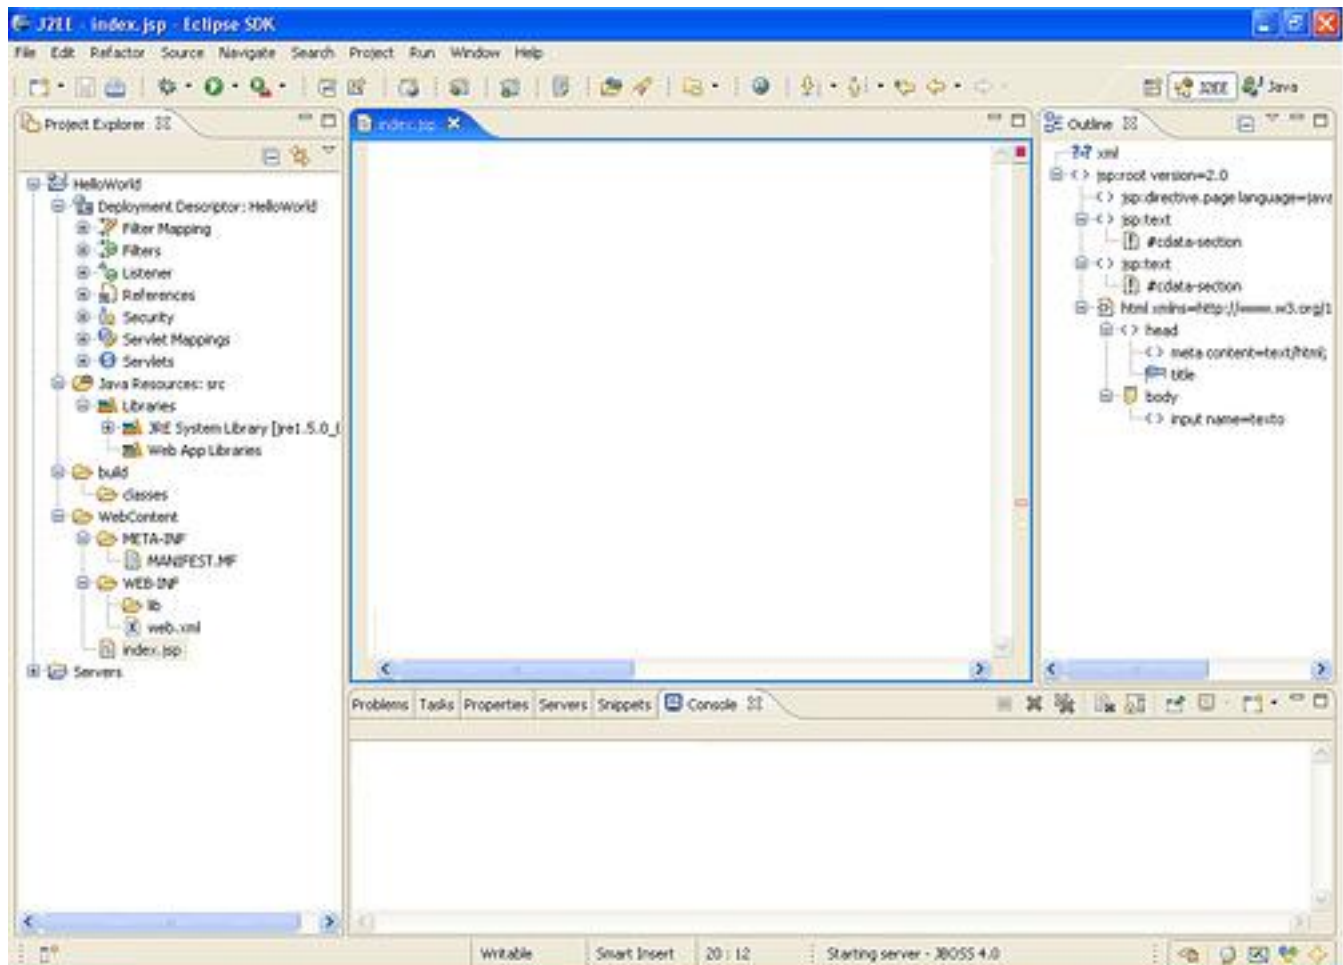 J2EE - index.jsp - Eclipse SDK
File Edit Refactor Source Navigate Search Project Run Window Help
J2EE Java
Project Explorer
index.jsp
Outline
HelloWorld
Deployment Descriptor: HelloWorld
Filter Mapping
Filters
Listener
References
Security
Servlet Mappings
Servlets
Java Resources: src
Libraries
JRE System Library [jre1.5.0_
Web App Libraries
build
classes
WebContent
META-INF
MANIFEST.MF
WEB-INF
lib
web.xml
index.jsp
Servers
?-? xml
jsp:root version=2.0
jsp:directive.page language=java
jsp:text
#cdata-section
jsp:text
#cdata-section
html xmlns=http://www.w3.org/1
head
meta content=text/html;
title
body
input name=texto
Problems Tasks Properties Servers Snippets Console
Writable Smart Insert 20 : 12 Starting server - JBOSS 4.0